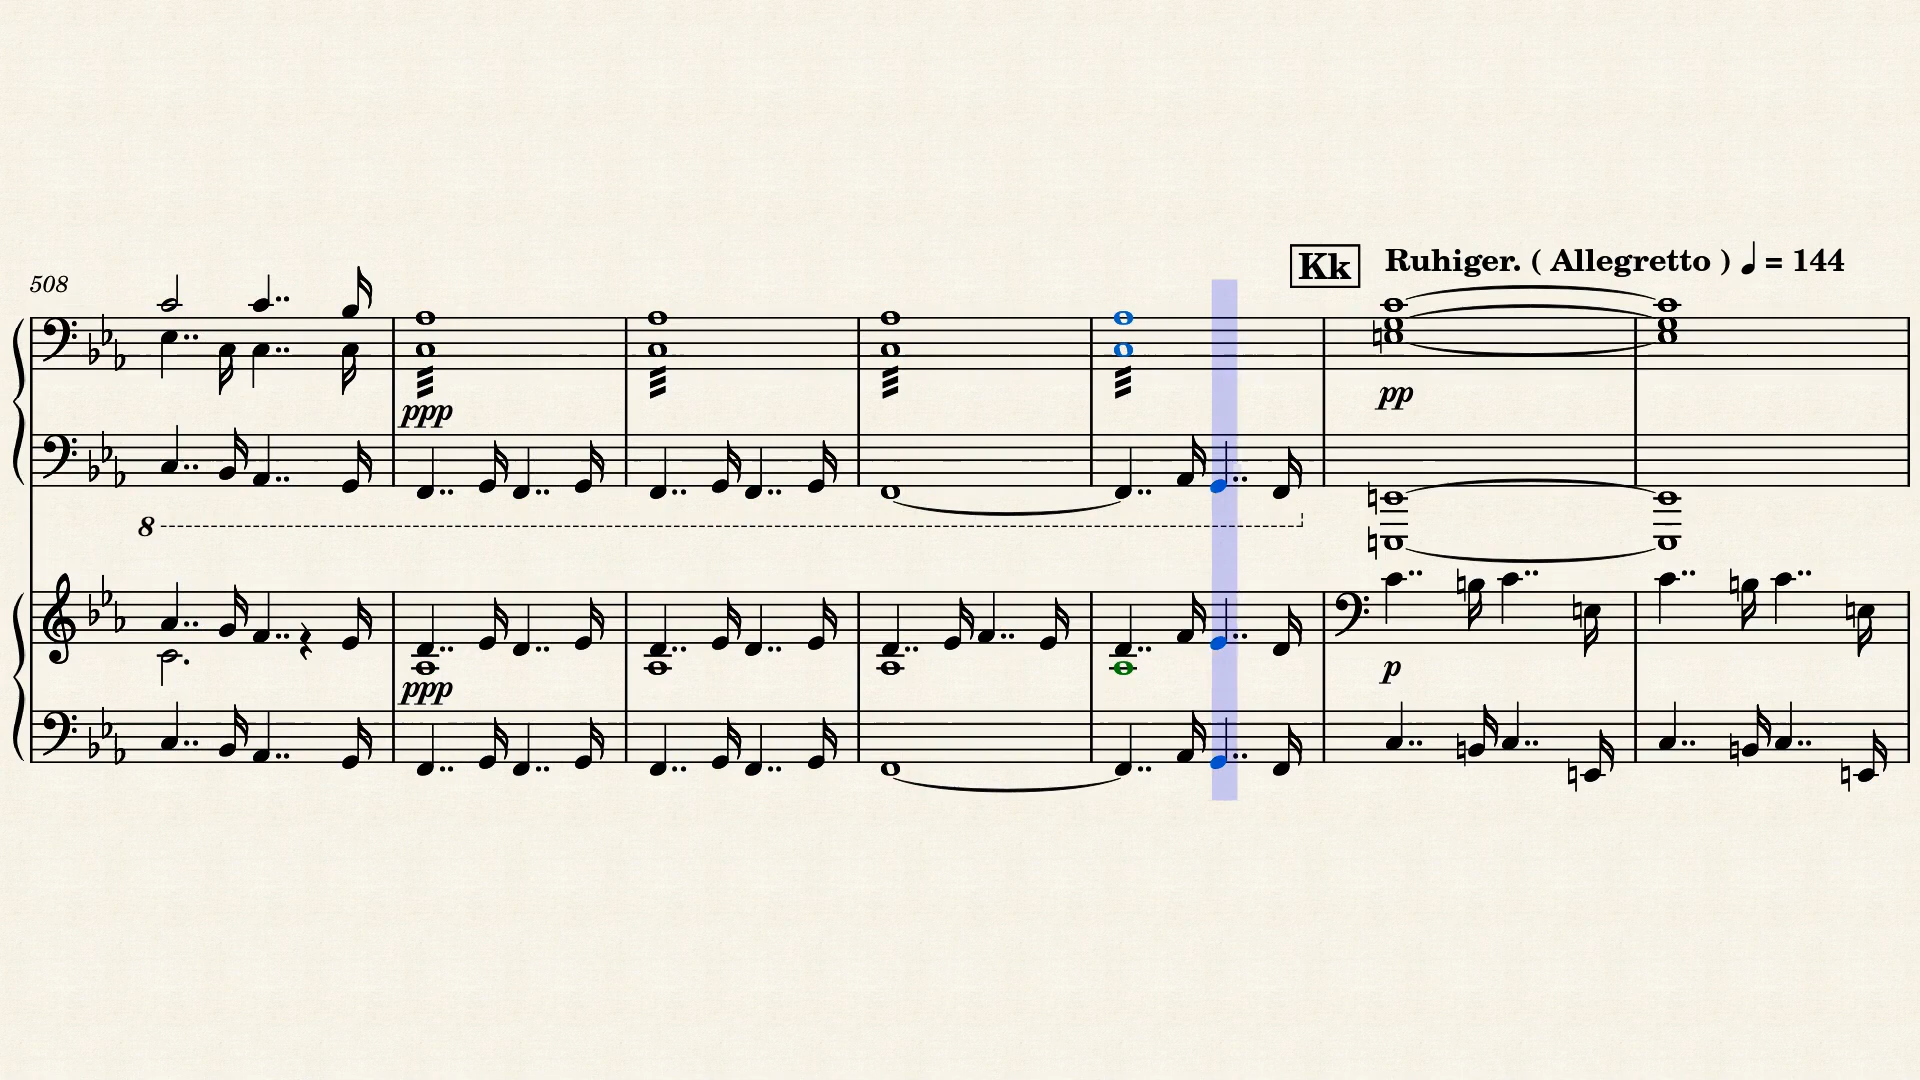 Kk Ruhiger. ( Allegretto ) ♩ = 144
508
ppp
pp
8
ppp
p